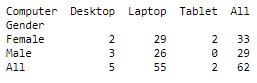 Computer Desktop Laptop Tablet All
Gender
Female 2 29 2 33
Male 3 26 0 29
All 5 55 2 62